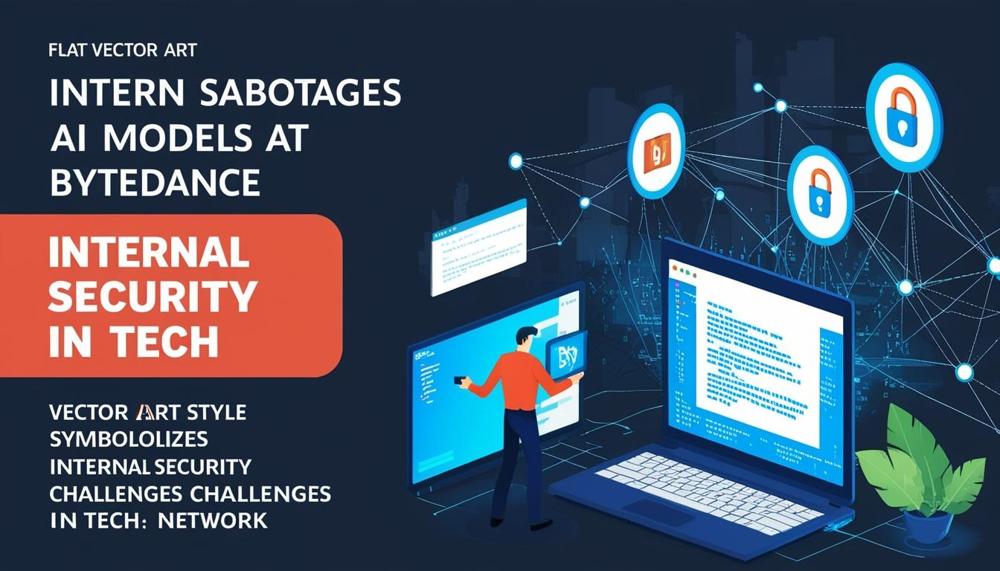 FLAT VECTOR ART
INTERN SABOTAGES
AI MODELS AT
BYTEDANCE
INTERNAL
SECURITY
IN TECH
VECTOR ART STYLE
SYMBOLOLIZES
INTERNAL SECURITY
CHALLENGES CHALLENGES
IN TECH: NETWORK